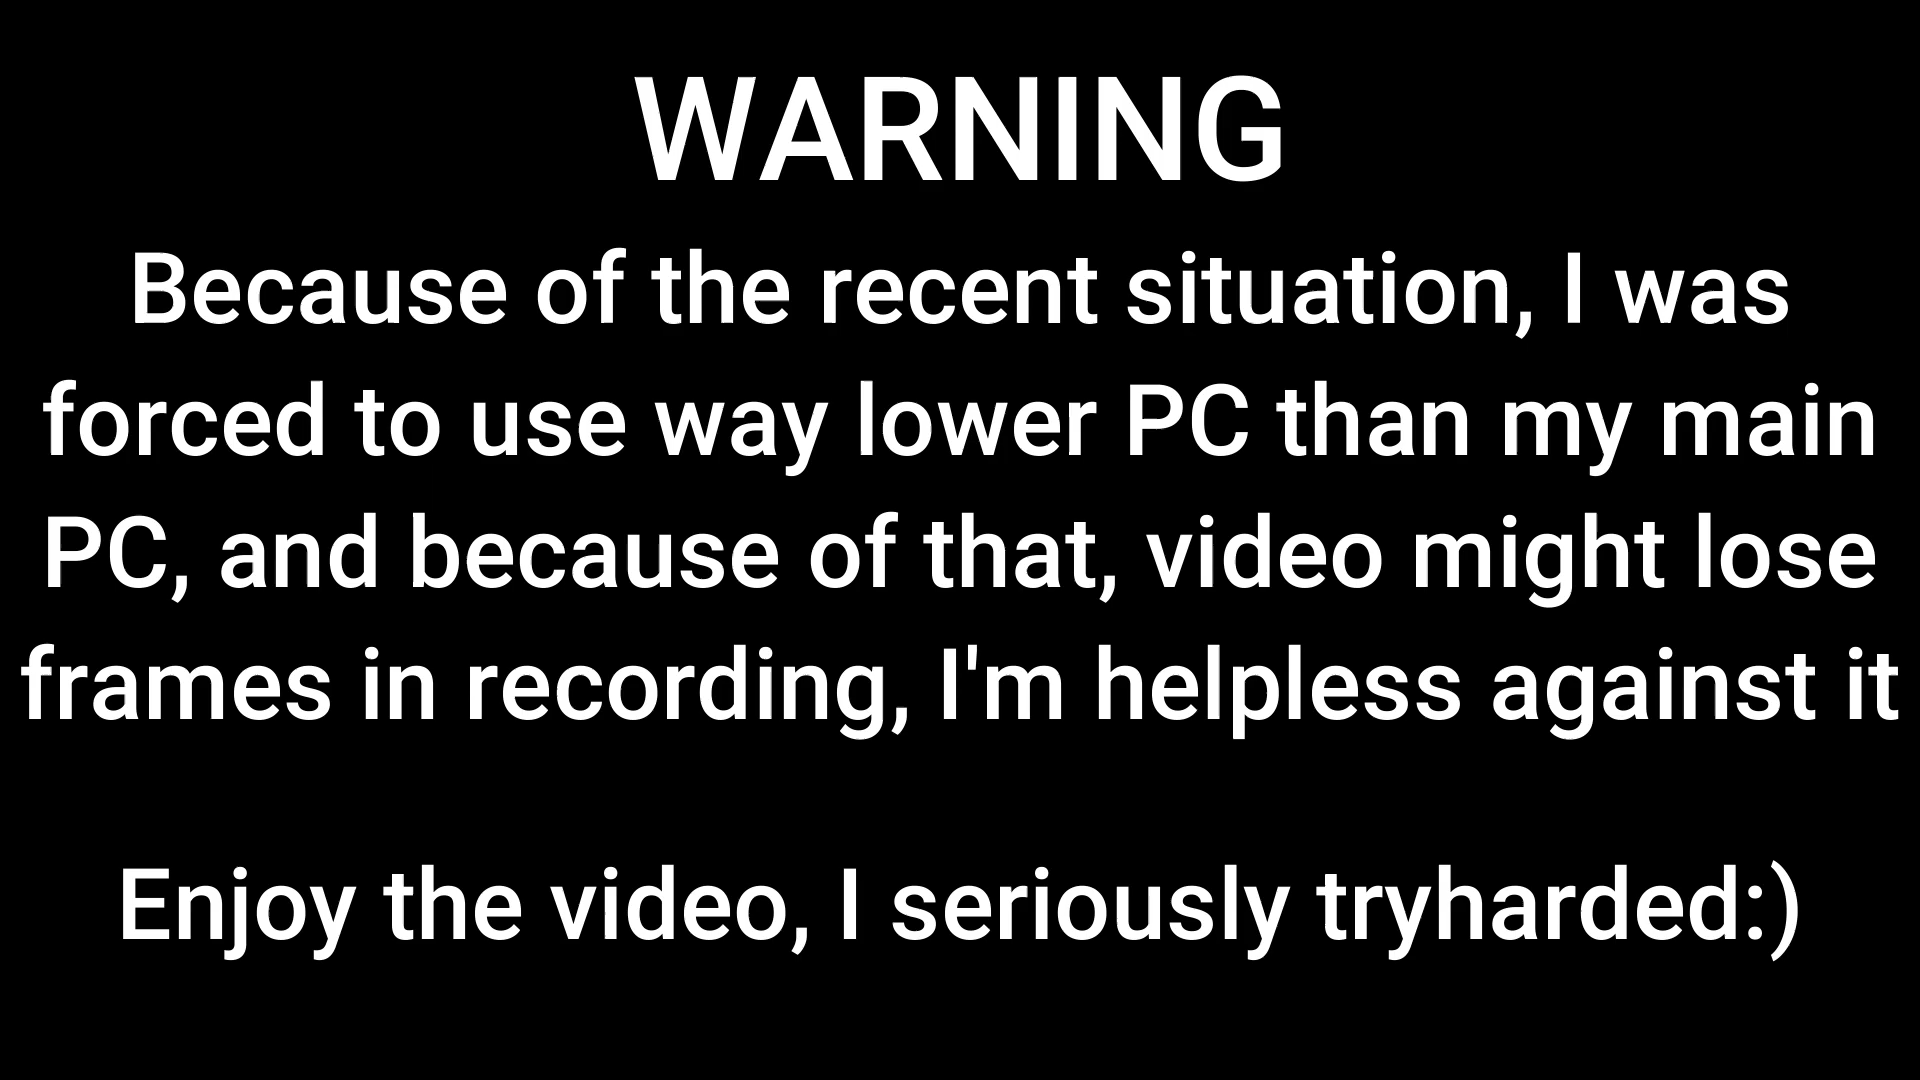 WARNING
Because of the recent situation, I was
forced to use way lower PC than my main
PC, and because of that, video might lose
frames in recording, I'm helpless against it
Enjoy the video, I seriously tryharded:)